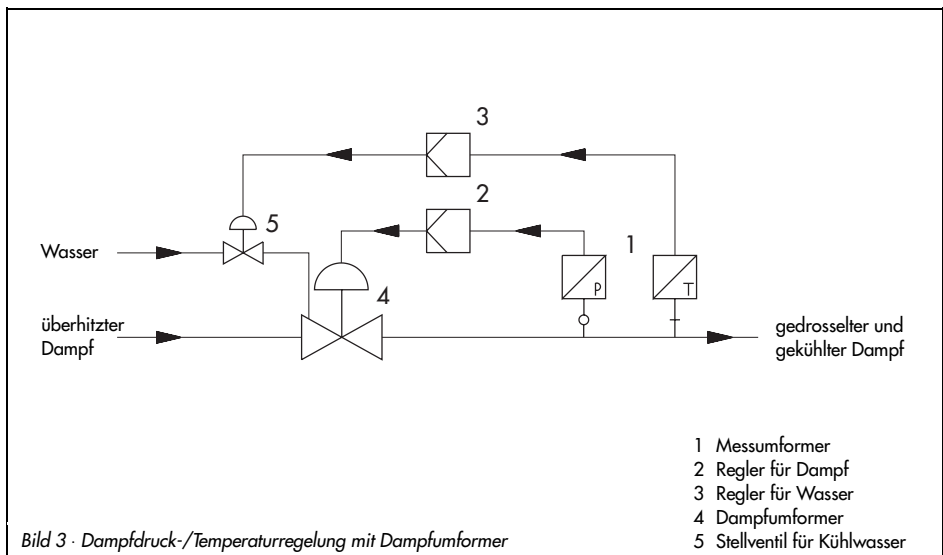 3
2
5
1
Wasser
P
T
4
überhitzter
Dampf
gedrosselter und
gekühlter Dampf
1 Messumformer
2 Regler für Dampf
3 Regler für Wasser
4 Dampfumformer
5 Stellventil für Kühlwasser
Bild 3 · Dampfdruck-/Temperaturregelung mit Dampfumformer